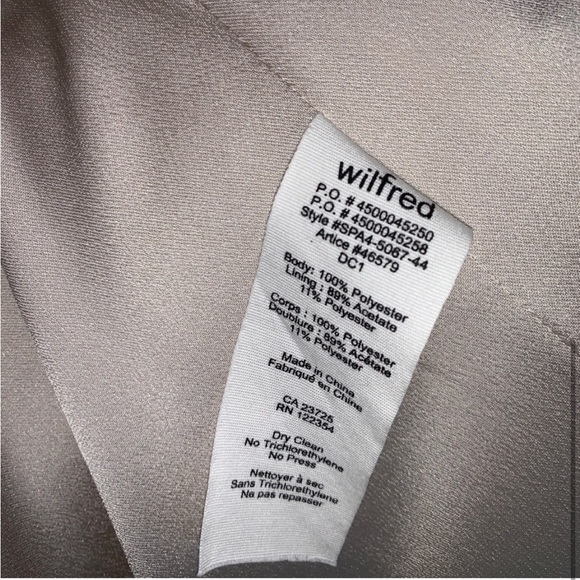 wilfred
P.O. # 4500045250
P.O. # 4500045258
Style #SPA4-5067-44
Artice #46579
DC1
Body: 100% Polyester
Lining : 89% Acetate
11% Polyester
Corps : 100% Polyester
Doublure : 89% Acétate
11% Polyester
Made in China
Fabriqué en Chine
CA 23725
RN 122354
Dry Clean
No Trichlorethylene
No Press
Nettoyer à sec
Sans Trichlorethylene
Ne pas repasser